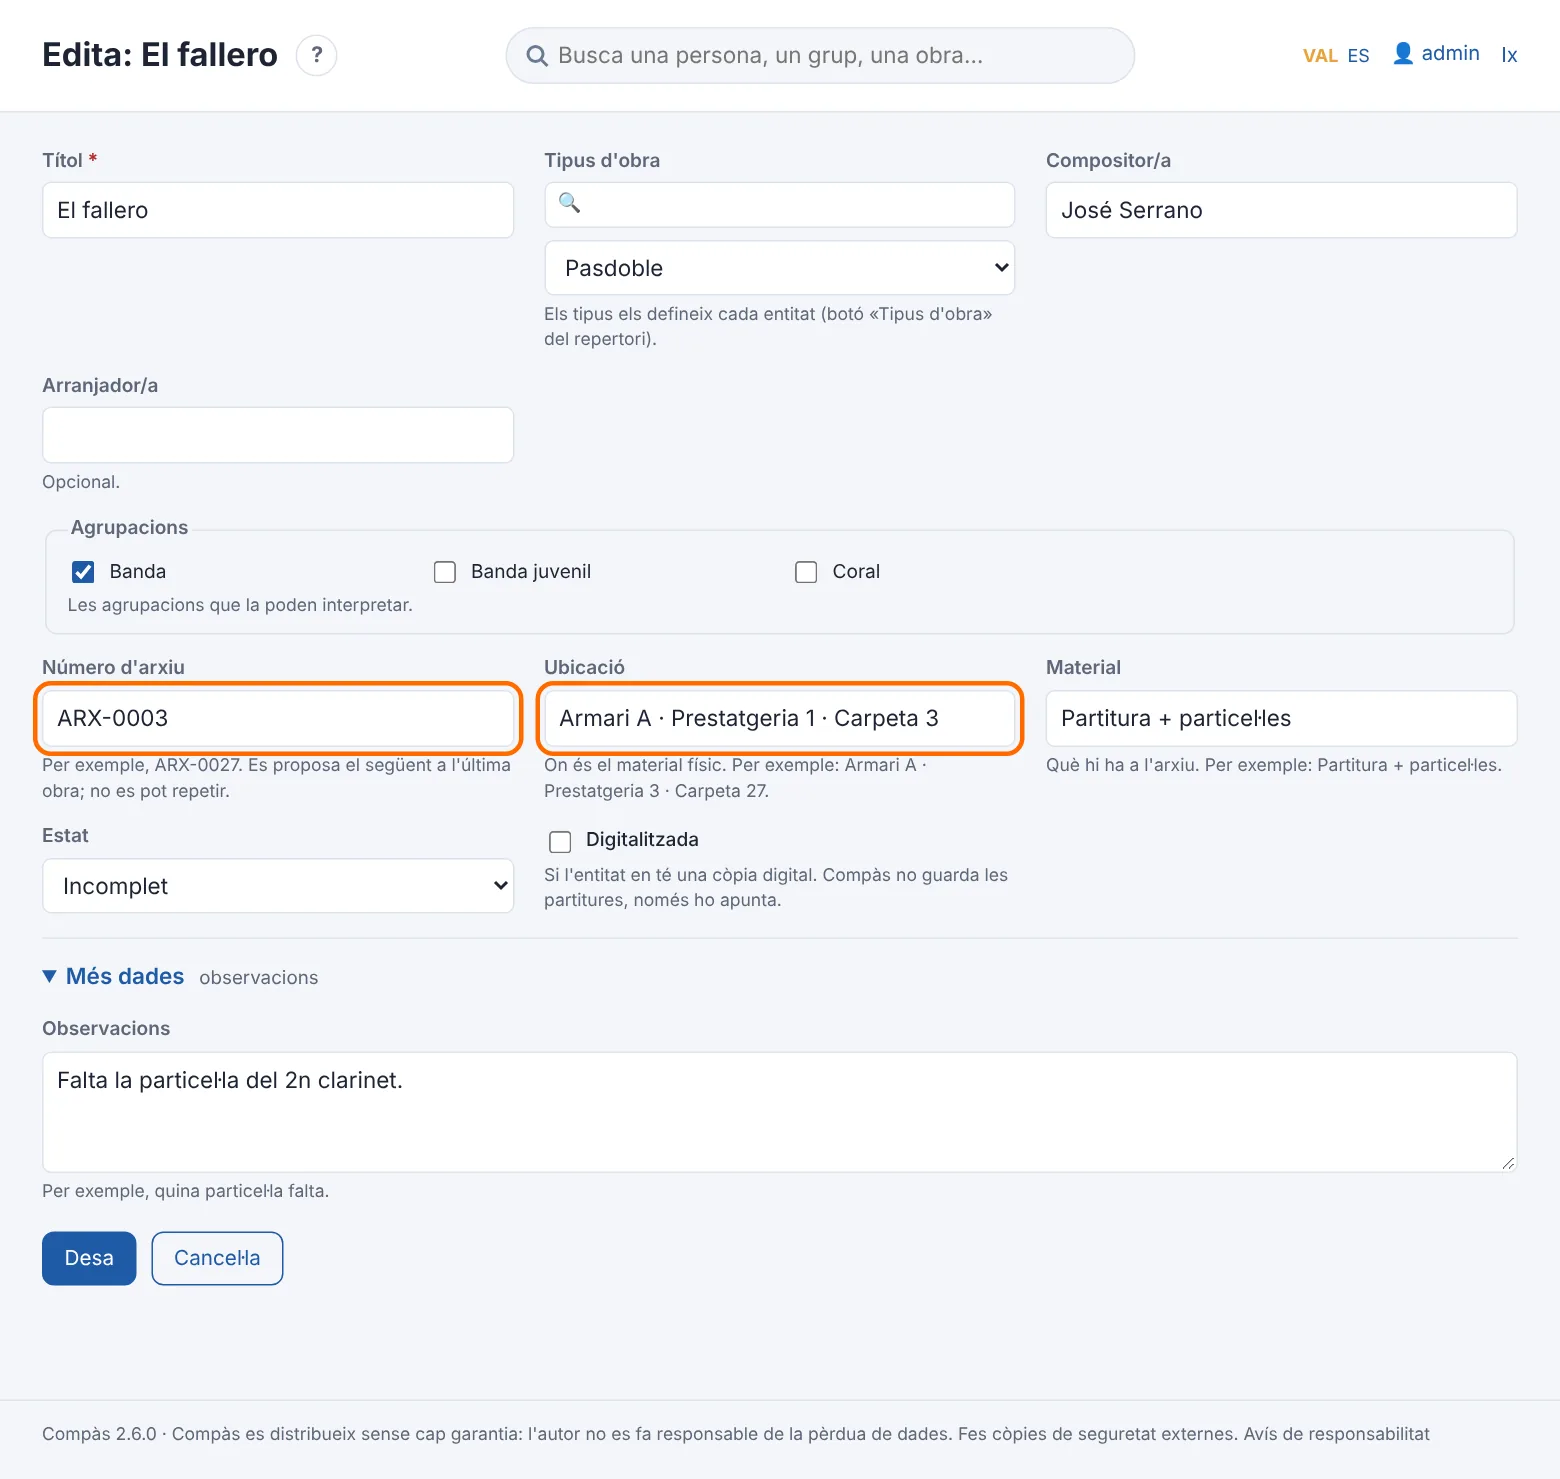 Edita: El fallero
?
Busca una persona, un grup, una obra...
VAL ES
admin
Ix
Títol *
El fallero
Tipus d'obra
Pasdoble
Els tipus els defineix cada entitat (botó «Tipus d'obra»
del repertori).
Compositor/a
José Serrano
Arranjador/a
Opcional.
Agrupacions
Banda
Banda juvenil
Coral
Les agrupacions que la poden interpretar.
Número d'arxiu
ARX-0003
Per exemple, ARX-0027. Es proposa el següent a l'última
obra; no es pot repetir.
Ubicació
Armari A · Prestatgeria 1 · Carpeta 3
On és el material físic. Per exemple: Armari A ·
Prestatgeria 3 · Carpeta 27.
Material
Partitura + particel·les
Què hi ha a l'arxiu. Per exemple: Partitura + particel·les.
Estat
Incomplet
Digitalitzada
Si l'entitat en té una còpia digital. Compàs no guarda les
partitures, només ho apunta.
Més dades observacions
Observacions
Falta la particel·la del 2n clarinet.
Per exemple, quina particel·la falta.
Desa
Cancel·la
Compàs 2.6.0 · Compàs es distribueix sense cap garantia: l'autor no es fa responsable de la pèrdua de dades. Fes còpies de seguretat externes. Avís de responsabilitat